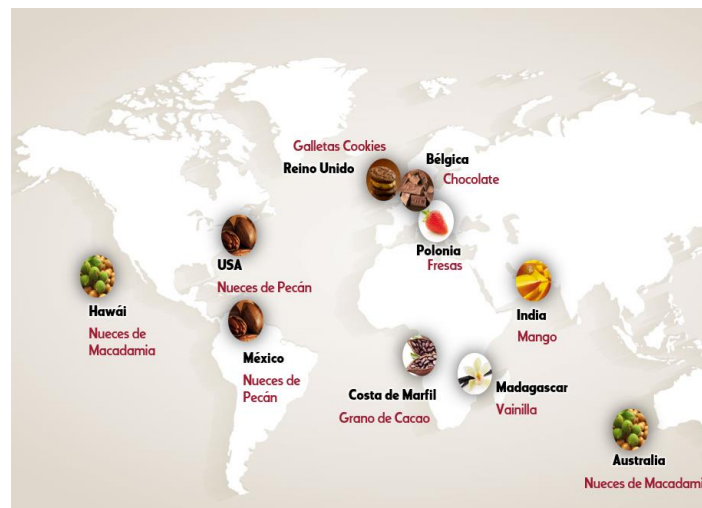 Galletas Cookies
Reino Unido
Bélgica
Chocolate
Polonia
Fresas
USA
Nueces de Pecán
Hawái
Nueces de
Macadamia
México
Nueces de
Pecán
India
Mango
Costa de Marfil
Grano de Cacao
Madagascar
Vainilla
Australia
Nueces de Macadami